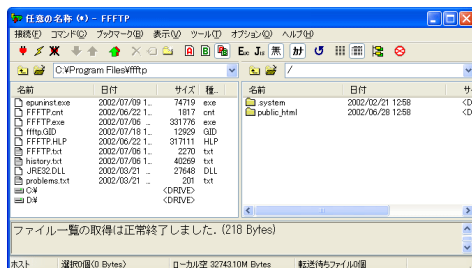 任意の名称 (*) - FFFTP
接続(F) コマンド(C) ブックマーク(B) 表示(V) ツール(T) オプション(O) ヘルプ(H)
A B Euc Jis 無 カナ
C:¥Program Files¥ffftp
/
名前 日付 サイズ 種..
epuninst.exe 2002/07/09 1... 74719 exe
FFFTP.cnt 2002/06/22 1... 1817 cnt
FFFTP.exe 2002/07/06 ... 331776 exe
ffftp.GID 2002/07/18 1... 12929 GID
FFFTP.HLP 2002/06/22 1... 317111 HLP
FFFTP.txt 2002/07/06 1... 2270 txt
history.txt 2002/07/06 1... 40269 txt
JRE32.DLL 2002/03/21 ... 27648 DLL
problems.txt 2002/03/21 ... 201 txt
C:¥ <DRIVE>
D:¥ <DRIVE>
名前 日付 サ
.system 2002/02/21 12:58 <D
public_html 2002/06/28 12:58 <D
ファイル一覧の取得は正常終了しました. (218 Bytes)
ホスト 選択0個(0 Bytes) ローカル空 32743.10M Bytes 転送待ちファイル0個